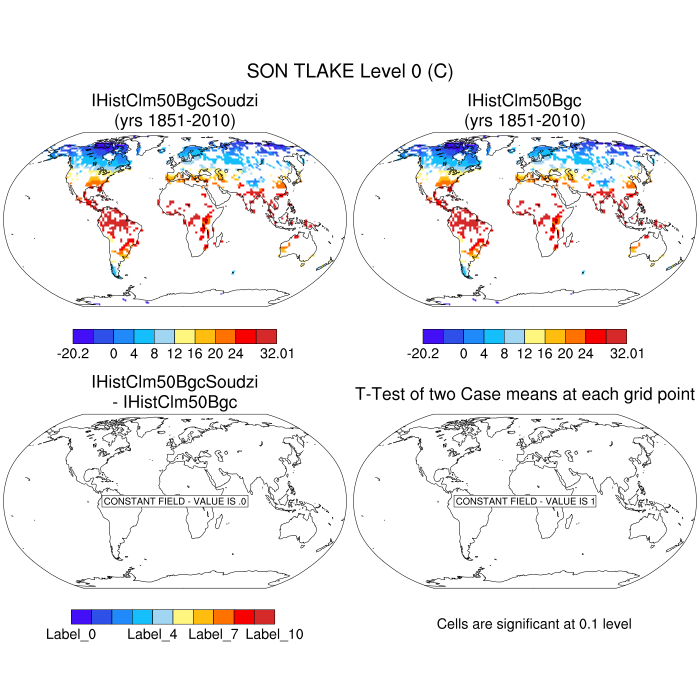 SON TLAKE Level 0 (C)
IHistClm50BgcSoudzi
(yrs 1851-2010)
IHistClm50Bgc
(yrs 1851-2010)
-20.2 0 4 8 12 16 20 24 32.01
-20.2 0 4 8 12 16 20 24 32.01
IHistClm50BgcSoudzi
- IHistClm50Bgc
T-Test of two Case means at each grid point
CONSTANT FIELD - VALUE IS .0
CONSTANT FIELD - VALUE IS 1
Label_0 Label_4 Label_7 Label_10
Cells are significant at 0.1 level